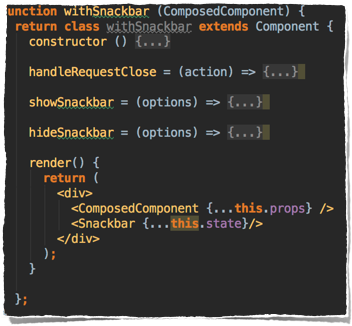 unction withSnackbar (ComposedComponent) {
return class withSnackbar extends Component {
constructor () {...}
handleRequestClose = (action) => {...}
showSnackbar = (options) => {...}
hideSnackbar = (options) => {...}
render() {
return (
<div>
<ComposedComponent {...this.props} />
<Snackbar {...this.state}/>
</div>
);
}
};